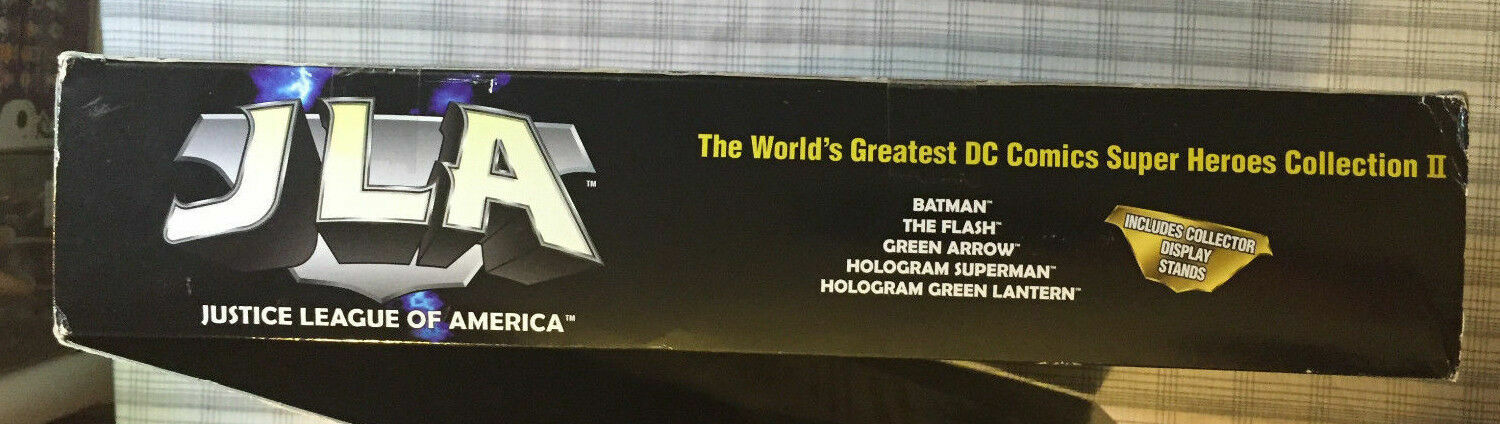 JLA™
JUSTICE LEAGUE OF AMERICA™
The World's Greatest DC Comics Super Heroes Collection II
BATMAN™
THE FLASH™
GREEN ARROW™
HOLOGRAM SUPERMAN™
HOLOGRAM GREEN LANTERN™
INCLUDES COLLECTOR
DISPLAY
STANDS